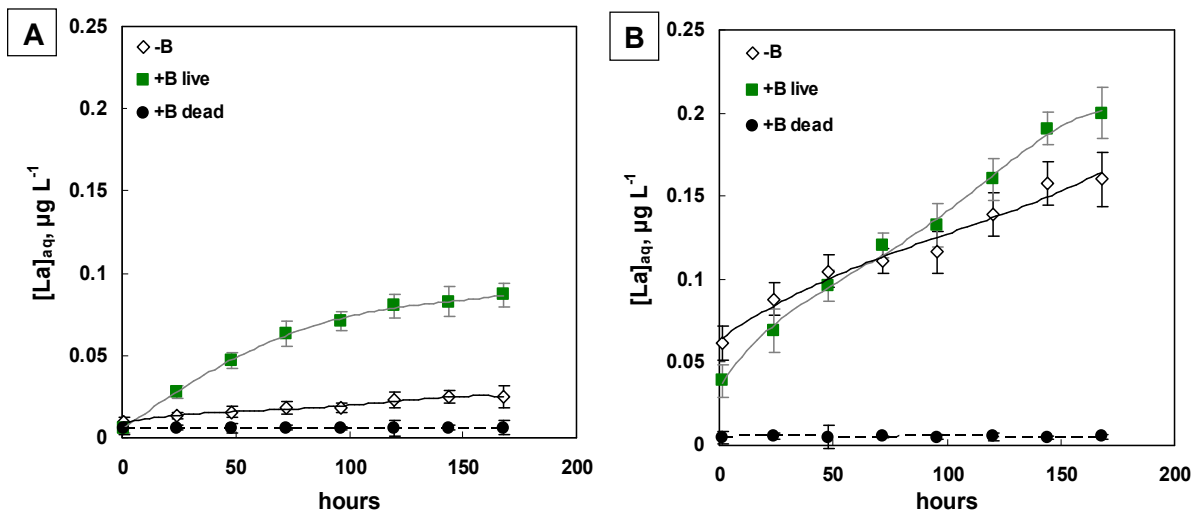 A
0.25
0.2
0.15
0.1
0.05
0
-B
+B live
+B dead
[La]aq, µg L-1
0 50 100 150 200
hours
B
0.25
0.2
0.15
0.1
0.05
0
-B
+B live
+B dead
[La]aq, µg L-1
0 50 100 150 200
hours